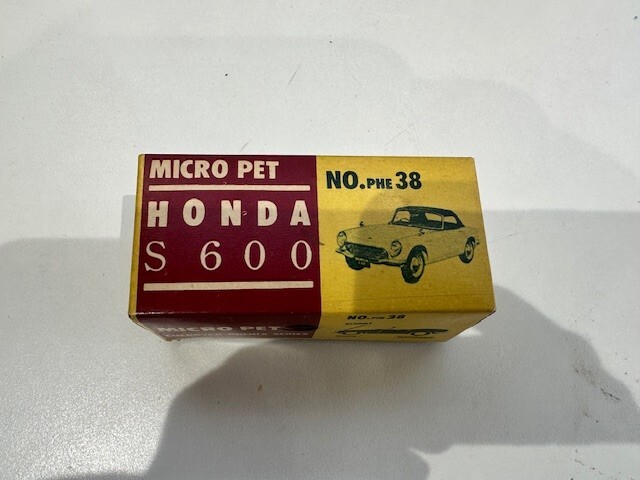 MICRO PET
HONDA
S 600
NO.PHE 38
MICRO PET
NO.PHE 38